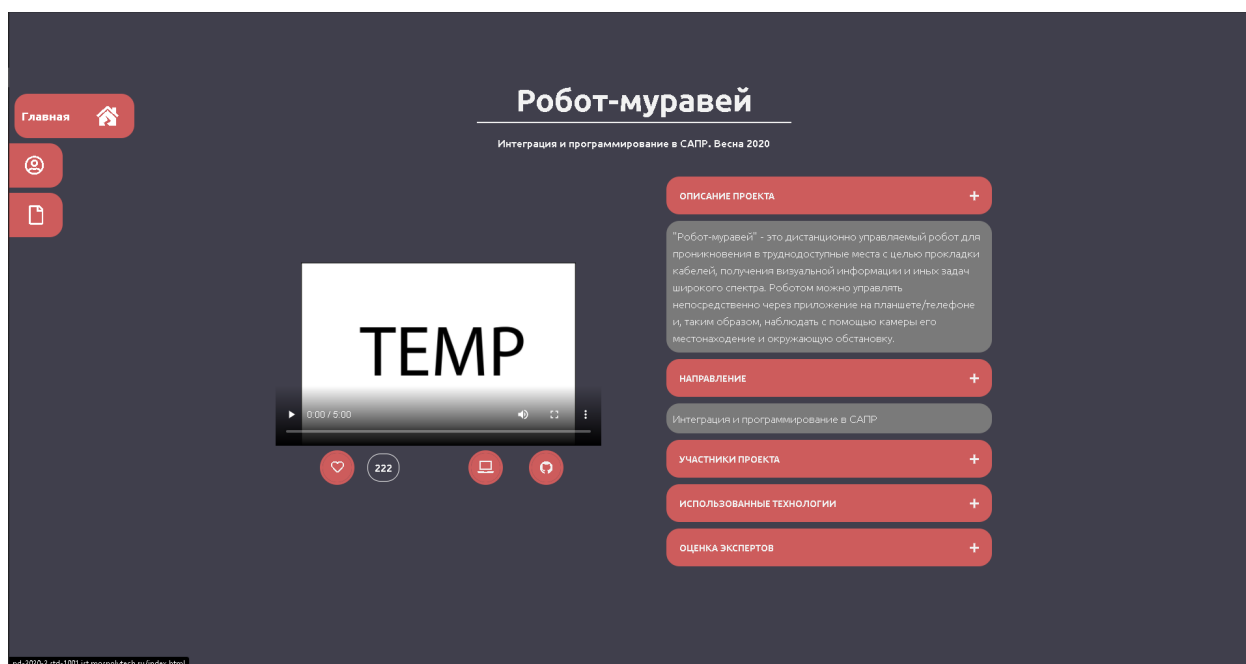 Робот-муравей
Интеграция и программирование в САПР. Весна 2020
Главная
TEMP
0:00 / 5:00
222
ОПИСАНИЕ ПРОЕКТА
"Робот-муравей" - это дистанционно управляемый робот для
проникновения в труднодоступные места с целью прокладки
кабелей, получения визуальной информации и иных задач
широкого спектра. Роботом можно управлять
непосредственно через приложение на планшете/телефоне
и, таким образом, наблюдать с помощью камеры его
местонаходение и окружающую обстановку.
НАПРАВЛЕНИЕ
Интеграция и программирование в САПР
УЧАСТНИКИ ПРОЕКТА
ИСПОЛЬЗОВАННЫЕ ТЕХНОЛОГИИ
ОЦЕНКА ЭКСПЕРТОВ